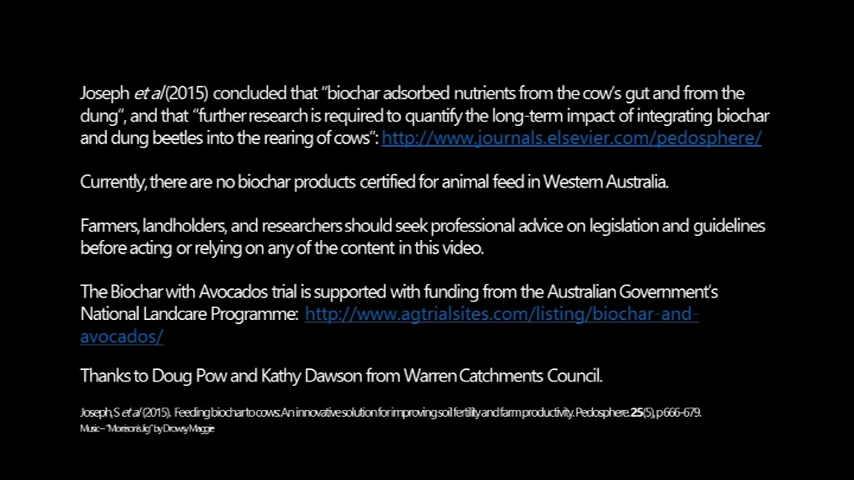 Joseph et al (2015) concluded that "biochar adsorbed nutrients from the cow's gut and from the
dung", and that "further research is required to quantify the long-term impact of integrating biochar
and dung beetles into the rearing of cows": http://www.journals.elsevier.com/pedosphere/
Currently, there are no biochar products certified for animal feed in Western Australia.
Farmers, landholders, and researchers should seek professional advice on legislation and guidelines
before acting or relying on any of the content in this video.
The Biochar with Avocados trial is supported with funding from the Australian Government's
National Landcare Programme: http://www.agtrialsites.com/listing/biochar-and-
avocados/
Thanks to Doug Pow and Kathy Dawson from Warren Catchments Council.
Joseph, S et al (2015). Feeding biochar to cows: An innovative solution for improving soil fertility and farm productivity. Pedosphere. 25(5), p 666-679.
Music – "Morrison's Jig" by Drowsy Maggie